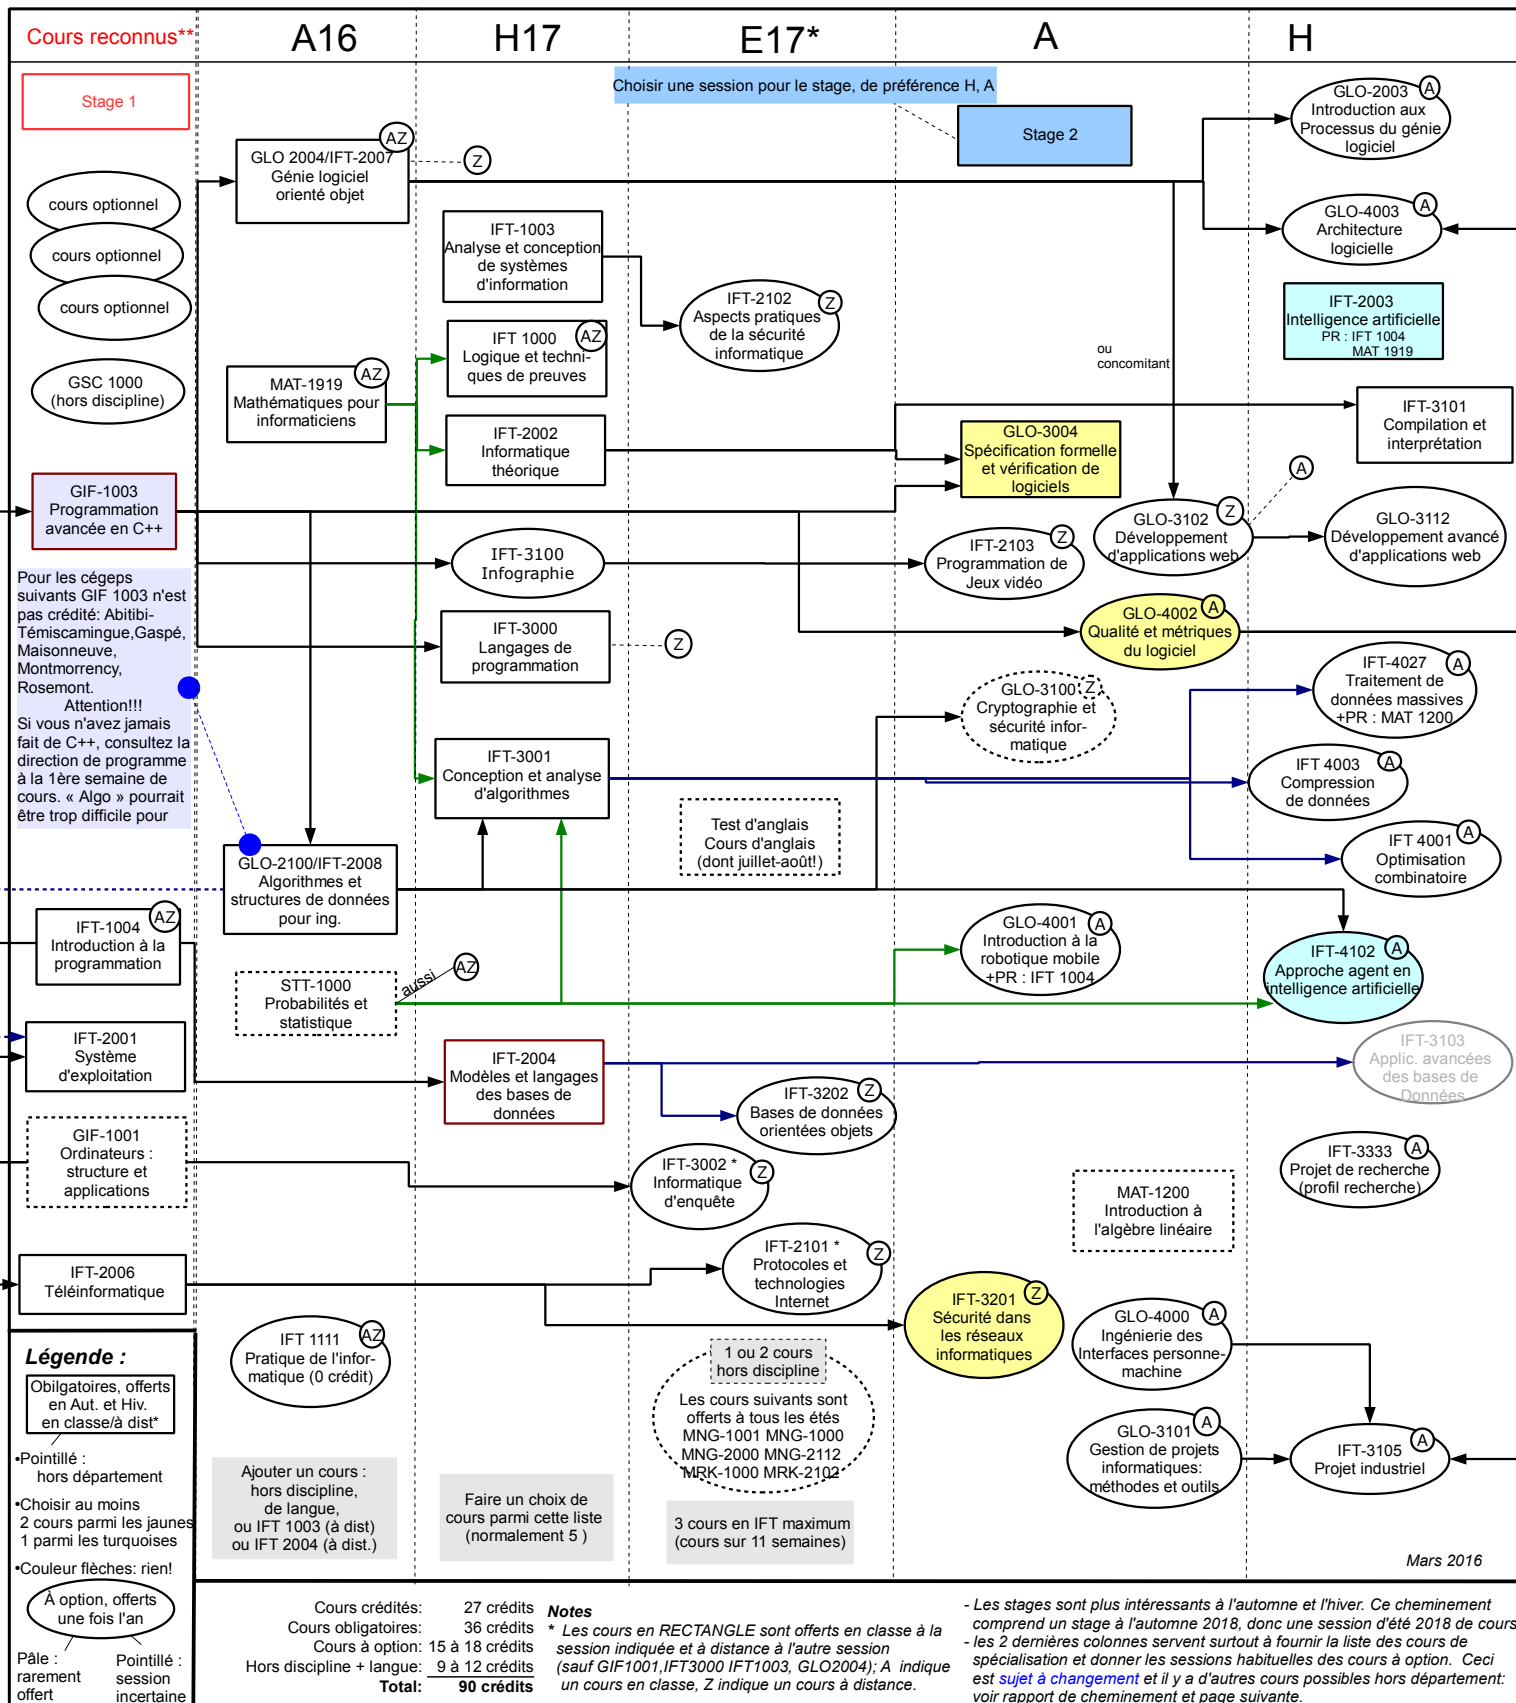 Cours reconnus**
A16
H17
E17*
A
H
Stage 1
Choisir une session pour le stage, de préférence H, A
Stage 2
GLO-2003
Introduction aux
Processus du génie
logiciel
A
GLO 2004/IFT-2007
Génie logiciel
orienté objet
AZ
Z
cours optionnel
cours optionnel
cours optionnel
IFT-1003
Analyse et conception
de systèmes
d'information
GLO-4003
Architecture
logicielle
A
IFT-2102
Aspects pratiques
de la sécurité
informatique
Z
IFT-2003
Intelligence artificielle
PR : IFT 1004
MAT 1919
IFT 1000
Logique et techni-
ques de preuves
AZ
ou
concomitant
GSC 1000
(hors discipline)
MAT-1919
Mathématiques pour
informaticiens
AZ
IFT-2002
Informatique
théorique
GLO-3004
Spécification formelle
et vérification de
logiciels
IFT-3101
Compilation et
interprétation
GIF-1003
Programmation
avancée en C++
A
GLO-3102
Développement
d'applications web
Z
GLO-3112
Développement avancé
d'applications web
IFT-3100
Infographie
IFT-2103
Programmation de
Jeux vidéo
Z
Pour les cégeps
suivants GIF 1003 n'est
pas crédité: Abitibi-
Témiscamingue,Gaspé,
Maisonneuve,
Montmorrency,
Rosemont.
Attention!!!
Si vous n'avez jamais
fait de C++, consultez la
direction de programme
à la 1ère semaine de
cours. « Algo » pourrait
être trop difficile pour
IFT-3000
Langages de
programmation
Z
GLO-4002
Qualité et métriques
du logiciel
A
IFT-4027
Traitement de
données massives
+PR : MAT 1200
A
GLO-3100
Cryptographie et
sécurité infor-
matique
Z
IFT-3001
Conception et analyse
d'algorithmes
IFT 4003
Compression
de données
A
Test d'anglais
Cours d'anglais
(dont juillet-août!)
IFT 4001
Optimisation
combinatoire
A
GLO-2100/IFT-2008
Algorithmes et
structures de données
pour ing.
IFT-1004
Introduction à la
programmation
AZ
GLO-4001
Introduction à la
robotique mobile
+PR : IFT 1004
A
IFT-4102
Approche agent en
intelligence artificielle
A
STT-1000
Probabilités et
statistique
aussi
AZ
IFT-2001
Système
d'exploitation
IFT-2004
Modèles et langages
des bases de
données
IFT-3103
Applic. avancées
des bases de
Données
IFT-3202
Bases de données
orientées objets
Z
GIF-1001
Ordinateurs :
structure et
applications
IFT-3002 *
Informatique
d'enquête
Z
IFT-3333
Projet de recherche
(profil recherche)
A
MAT-1200
Introduction à
l'algèbre linéaire
IFT-2101 *
Protocoles et
technologies
Internet
Z
IFT-2006
Téléinformatique
IFT-3201
Sécurité dans
les réseaux
informatiques
Z
GLO-4000
Ingénierie des
Interfaces personne-
machine
A
IFT 1111
Pratique de l'infor-
matique (0 crédit)
AZ
1 ou 2 cours
hors discipline
Les cours suivants sont
offerts à tous les étés
MNG-1001 MNG-1000
MNG-2000 MNG-2112
MRK-1000 MRK-2102
GLO-3101
Gestion de projets
informatiques:
méthodes et outils
A
IFT-3105
Projet industriel
A
Légende :
Obilgatoires, offerts
en Aut. et Hiv.
en classe/à dist*
•Pointillé :
hors département
•Choisir au moins
2 cours parmi les jaunes
1 parmi les turquoises
•Couleur flèches: rien!
À option, offerts
une fois l'an
Pâle :
rarement
offert
Pointillé :
session
incertaine
Ajouter un cours :
hors discipline,
de langue,
ou IFT 1003 (à dist)
ou IFT 2004 (à dist.)
Faire un choix de
cours parmi cette liste
(normalement 5 )
3 cours en IFT maximum
(cours sur 11 semaines)
Mars 2016
Cours crédités: 27 crédits
Cours obligatoires: 36 crédits
Cours à option: 15 à 18 crédits
Hors discipline + langue: 9 à 12 crédits
Total: 90 crédits
Notes
* Les cours en RECTANGLE sont offerts en classe à la
session indiquée et à distance à l'autre session
(sauf GIF1001,IFT3000 IFT1003, GLO2004); A indique
un cours en classe, Z indique un cours à distance.
- Les stages sont plus intéressants à l'automne et l'hiver. Ce cheminement
comprend un stage à l'automne 2018, donc une session d'été 2018 de cours
- les 2 dernières colonnes servent surtout à fournir la liste des cours de
spécialisation et donner les sessions habituelles des cours à option. Ceci
est sujet à changement et il y a d'autres cours possibles hors département:
voir rapport de cheminement et page suivante.